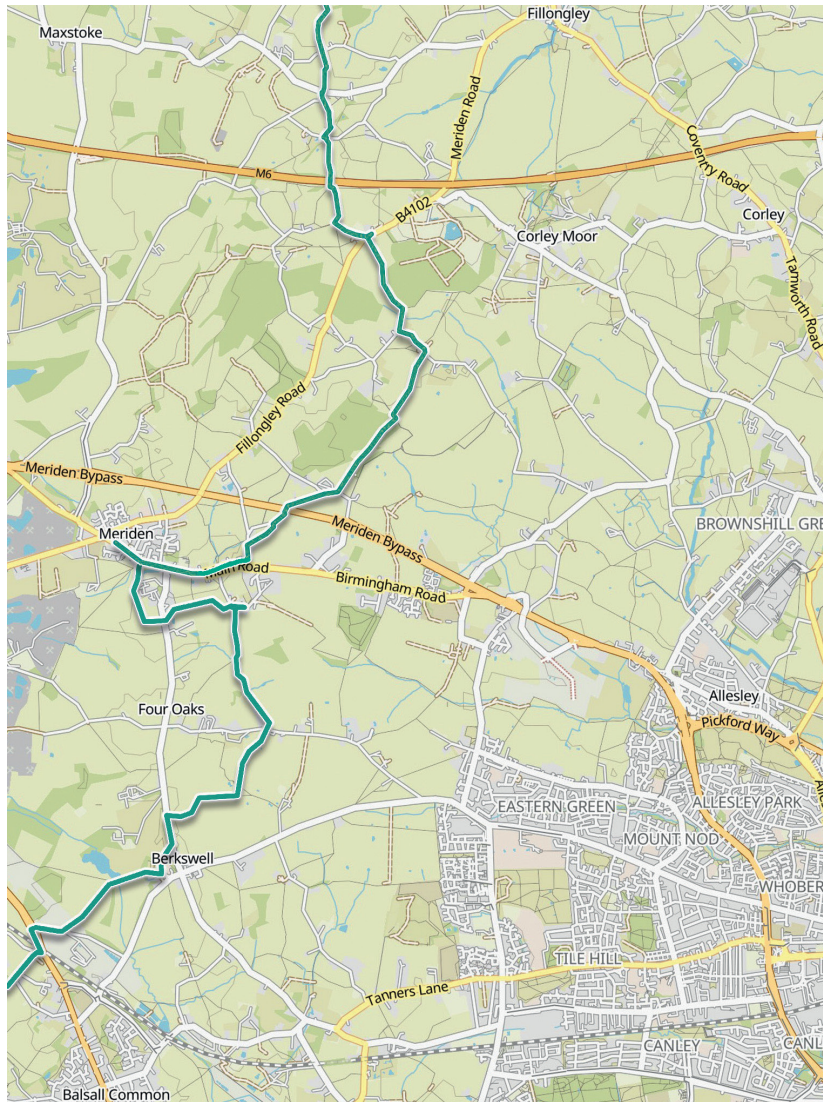 Fillongley
Maxstoke
Meriden Road
Coventry Road
M6
B4102
Corley
Corley Moor
Tamworth Road
Fillongley Road
Meriden Bypass
Meriden
Meriden Bypass
BROWNSHILL GRE
Main Road
Birmingham Road
Allesley
Four Oaks
Pickford Way
EASTERN GREEN
ALLESLEY PARK
MOUNT NOD
Berkswell
WHOBER
TILE HILL
Tanners Lane
CANLEY
CANL
Balsall Common